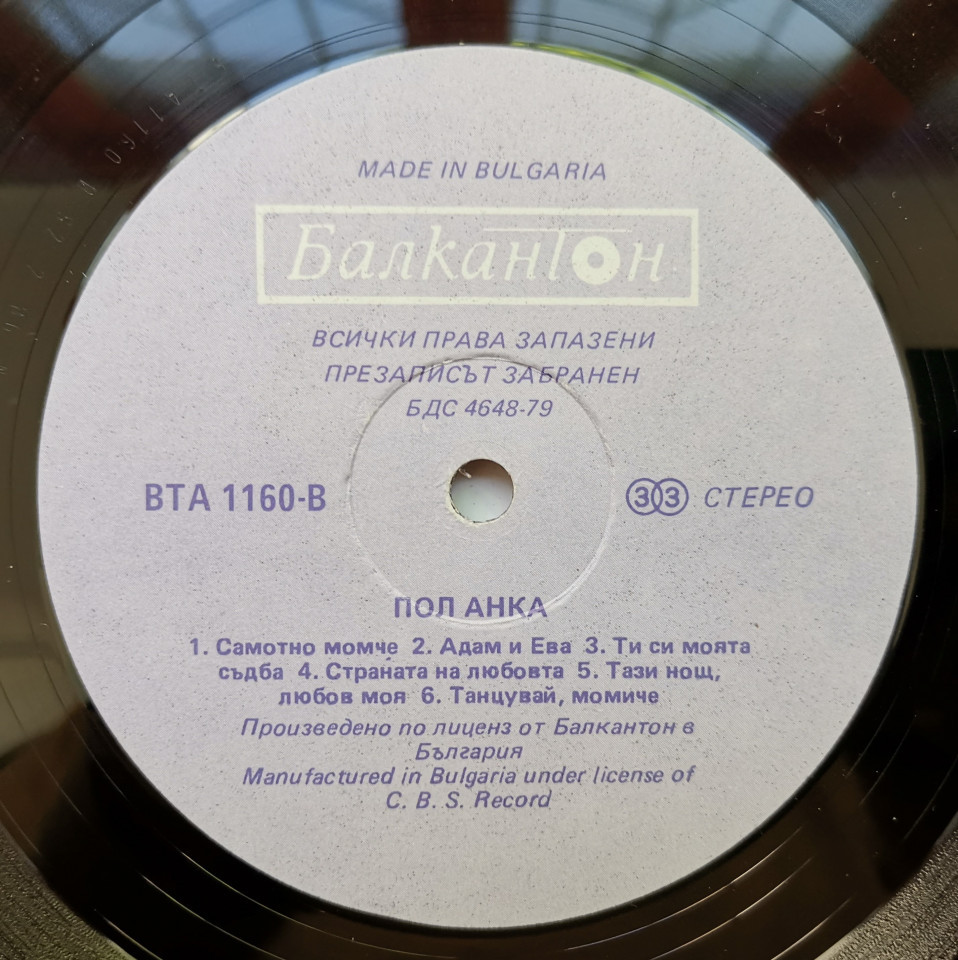 MADE IN BULGARIA
Балкантон
ВСИЧКИ ПРАВА ЗАПАЗЕНИ
ПРЕЗАПИСЪТ ЗАБРАНЕН
БДС 4648-79
ВТА 1160-В
33 СТЕРЕО
ПОЛ АНКА
1. Самотно момче 2. Адам и Ева 3. Ти си моята
съдба 4. Страната на любовта 5. Тази нощ,
любов моя 6. Танцувай, момиче
Произведено по лиценз от Балкантон в
България
Manufactured in Bulgaria under license of
C. B. S. Record